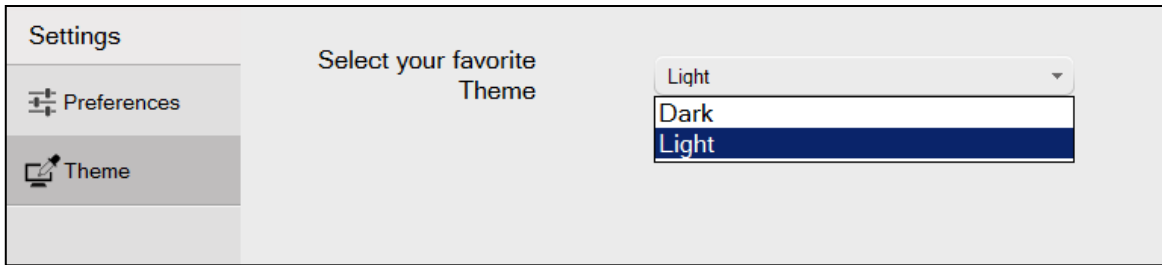 Settings
Preferences
Theme
Select your favorite
Theme
Light
Dark
Light